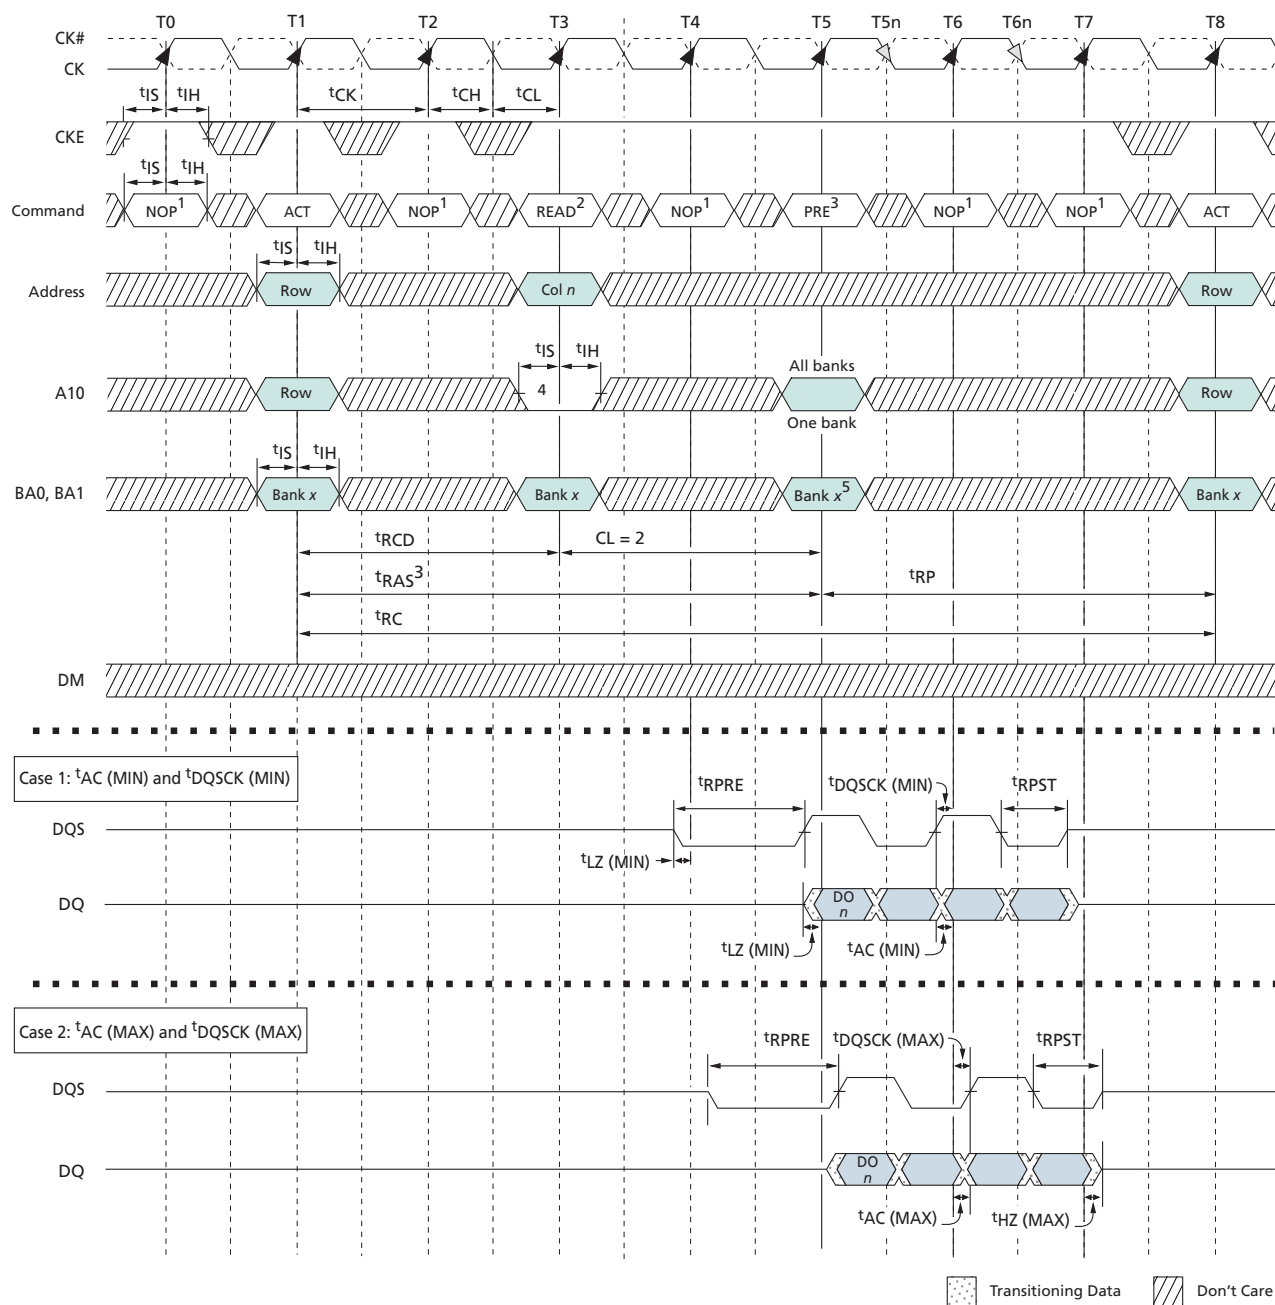 T0 T1 T2 T3 T4 T5 T5n T6 T6n T7 T8
CK#
CK
tIS tIH tCK tCH tCL
CKE
tIS tIH
Command NOP1 ACT NOP1 READ2 NOP1 PRE3 NOP1 NOP1 ACT
tIS tIH
Address Row Col n Row
tIS tIH All banks
A10 Row 4 Row
One bank
tIS tIH
BA0, BA1 Bank x Bank x Bank x5 Bank x
tRCD CL = 2
tRAS3 tRP
tRC
DM
Case 1: tAC (MIN) and tDQSCK (MIN)
tRPRE tDQSCK (MIN) tRPST
DQS
tLZ (MIN)
DQ DO
n
tLZ (MIN) tAC (MIN)
Case 2: tAC (MAX) and tDQSCK (MAX)
tRPRE tDQSCK (MAX) tRPST
DQS
DQ DO
n
tAC (MAX) tHZ (MAX)
Transitioning Data Don't Care